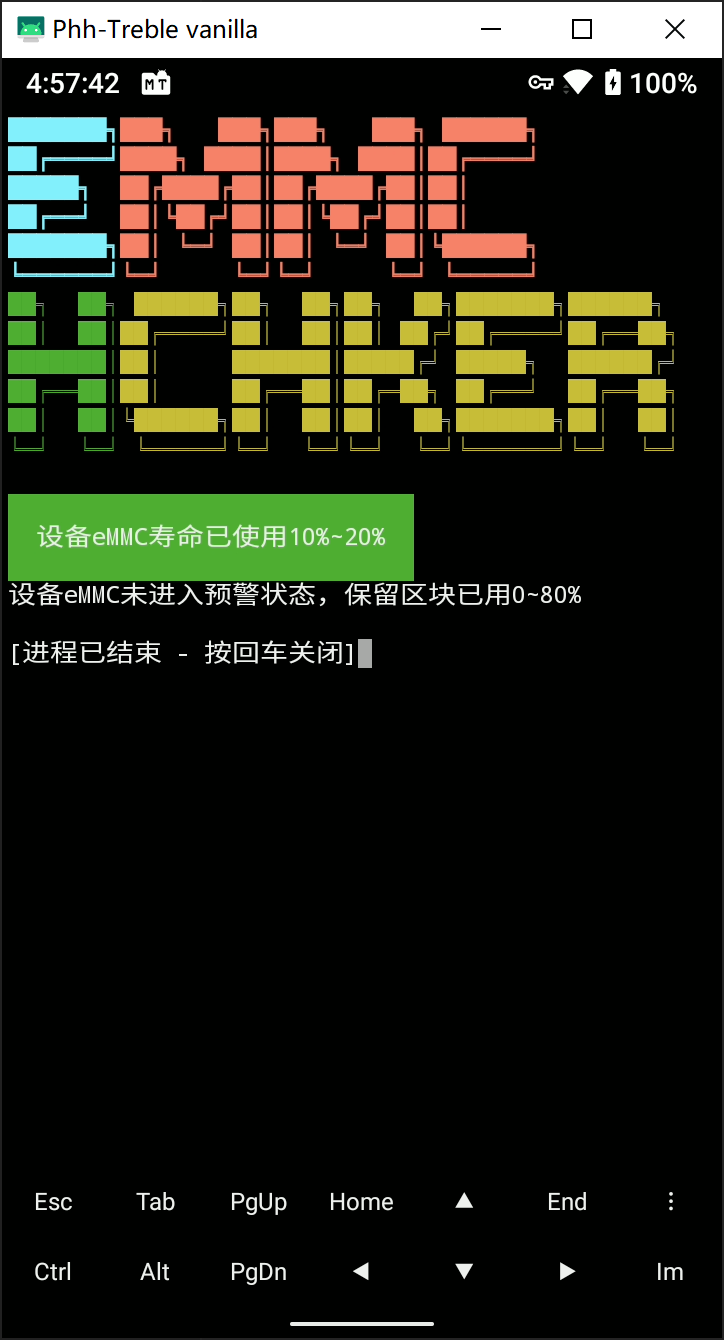 Phh-Treble vanilla
4:57:42 MT 100%
EMMC
HCHKER
设备eMMC寿命已使用10%~20%
设备eMMC未进入预警状态，保留区块已用0~80%
[进程已结束 - 按回车关闭]
Esc Tab PgUp Home ▲ End ⋮
Ctrl Alt PgDn ◀ ▼ ▶ Im